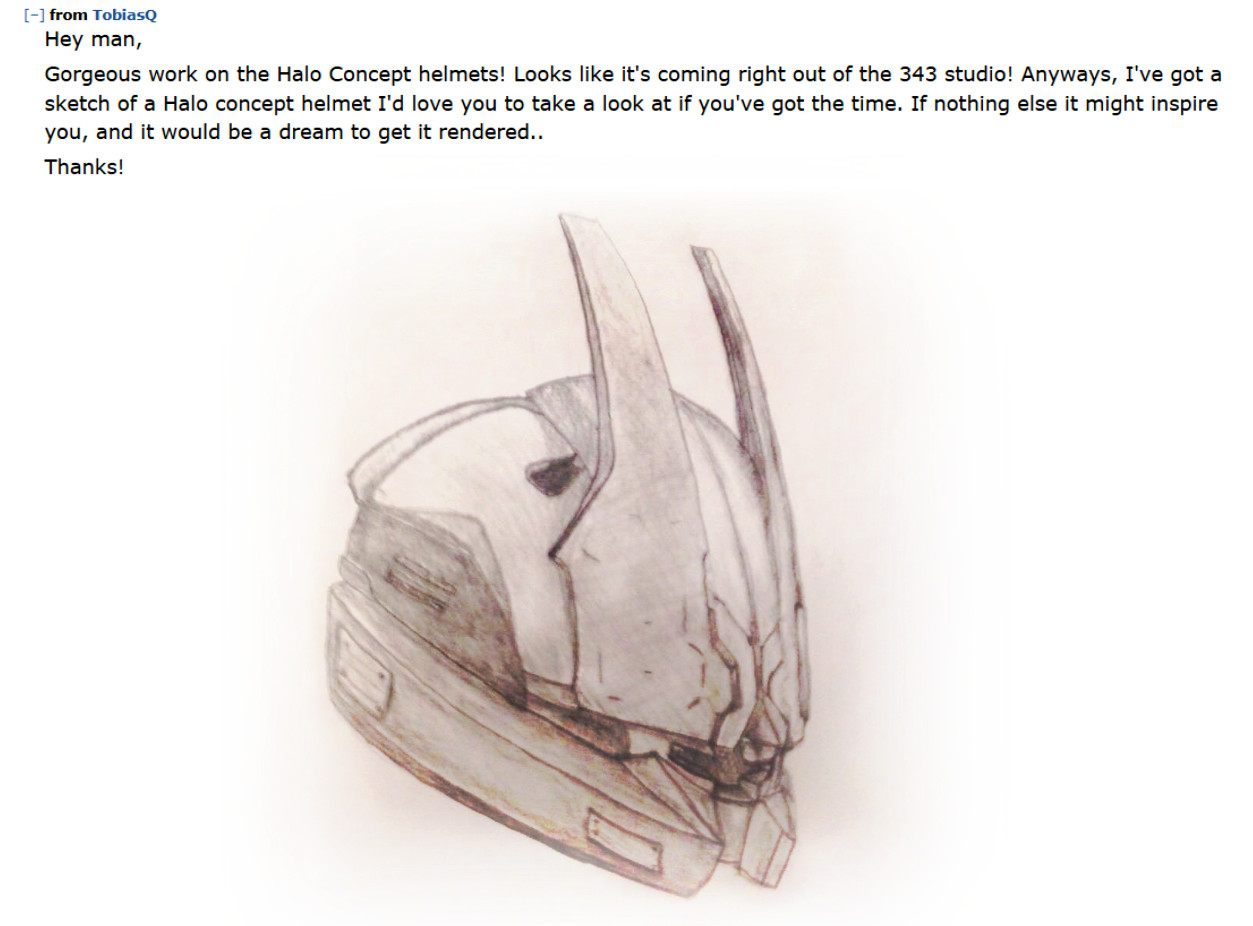 [-] from TobiasQ
Hey man,
Gorgeous work on the Halo Concept helmets! Looks like it's coming right out of the 343 studio! Anyways, I've got a
sketch of a Halo concept helmet I'd love you to take a look at if you've got the time. If nothing else it might inspire
you, and it would be a dream to get it rendered..
Thanks!